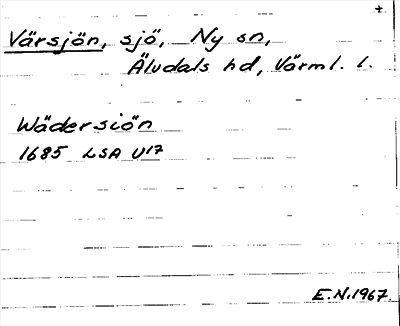 +
Värsjön, sjö, Ny sn,
Älvdals hd, Värml. l.
Wädersiön
1685 LSA U17
E.N.1967.